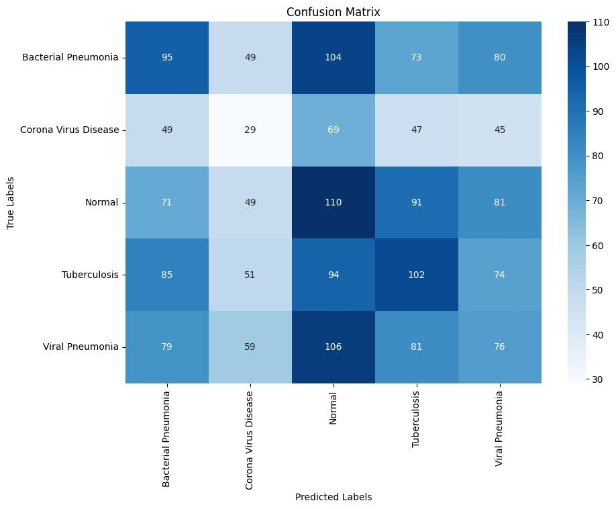 Confusion Matrix
Bacterial Pneumonia 95 49 104 73 80
Corona Virus Disease 49 29 69 47 45
Normal 71 49 110 91 81
Tuberculosis 85 51 94 102 74
Viral Pneumonia 79 59 106 81 76
True Labels
Bacterial Pneumonia
Corona Virus Disease
Normal
Tuberculosis
Viral Pneumonia
Predicted Labels
110
100
90
80
70
60
50
40
30